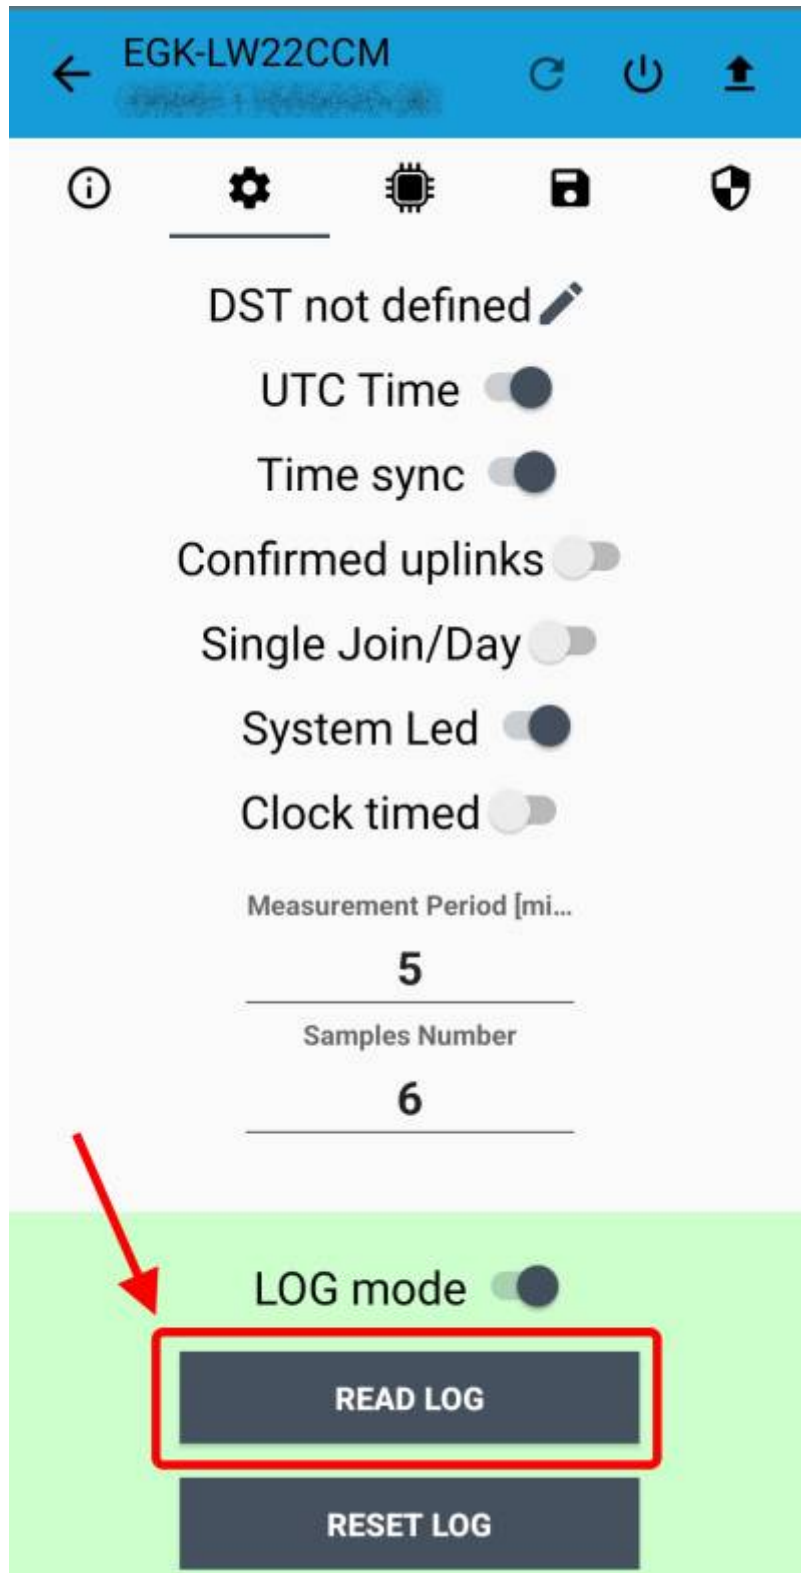 EGK-LW22CCM
DST not defined
UTC Time
Time sync
Confirmed uplinks
Single Join/Day
System Led
Clock timed
Measurement Period [mi...
5
Samples Number
6
LOG mode
READ LOG
RESET LOG